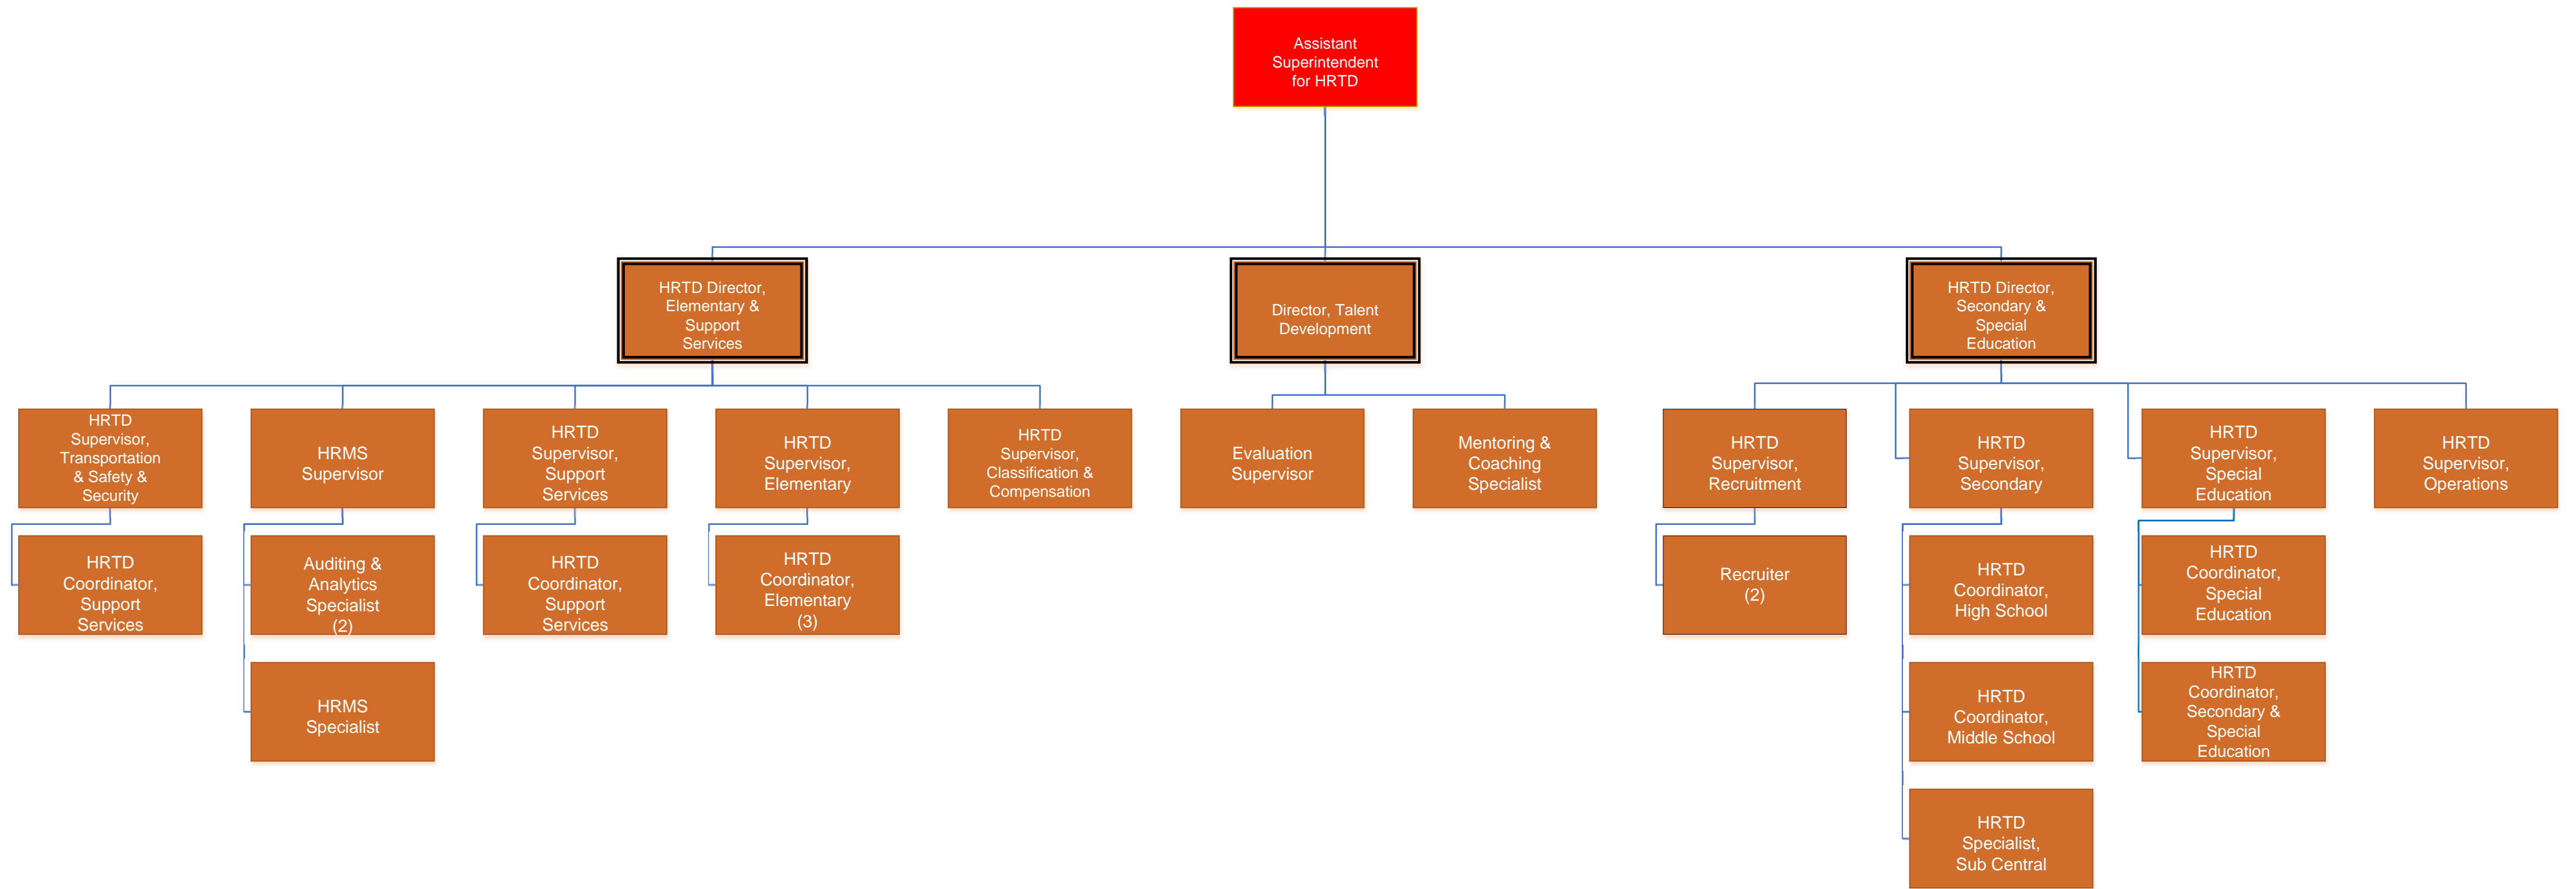 Assistant
Superintendent
for HRTD
HRTD Director,
Elementary &
Support
Services
Director, Talent
Development
HRTD Director,
Secondary &
Special
Education
HRTD
Supervisor,
Transportation
& Safety &
Security
HRMS
Supervisor
HRTD
Supervisor,
Support
Services
HRTD
Supervisor,
Elementary
HRTD
Supervisor,
Classification &
Compensation
Evaluation
Supervisor
Mentoring &
Coaching
Specialist
HRTD
Supervisor,
Recruitment
HRTD
Supervisor,
Secondary
HRTD
Supervisor,
Special
Education
HRTD
Supervisor,
Operations
HRTD
Coordinator,
Support
Services
Auditing &
Analytics
Specialist
(2)
HRTD
Coordinator,
Support
Services
HRTD
Coordinator,
Elementary
(3)
Recruiter
(2)
HRTD
Coordinator,
High School
HRTD
Coordinator,
Special
Education
HRMS
Specialist
HRTD
Coordinator,
Middle School
HRTD
Coordinator,
Secondary &
Special
Education
HRTD
Specialist,
Sub Central